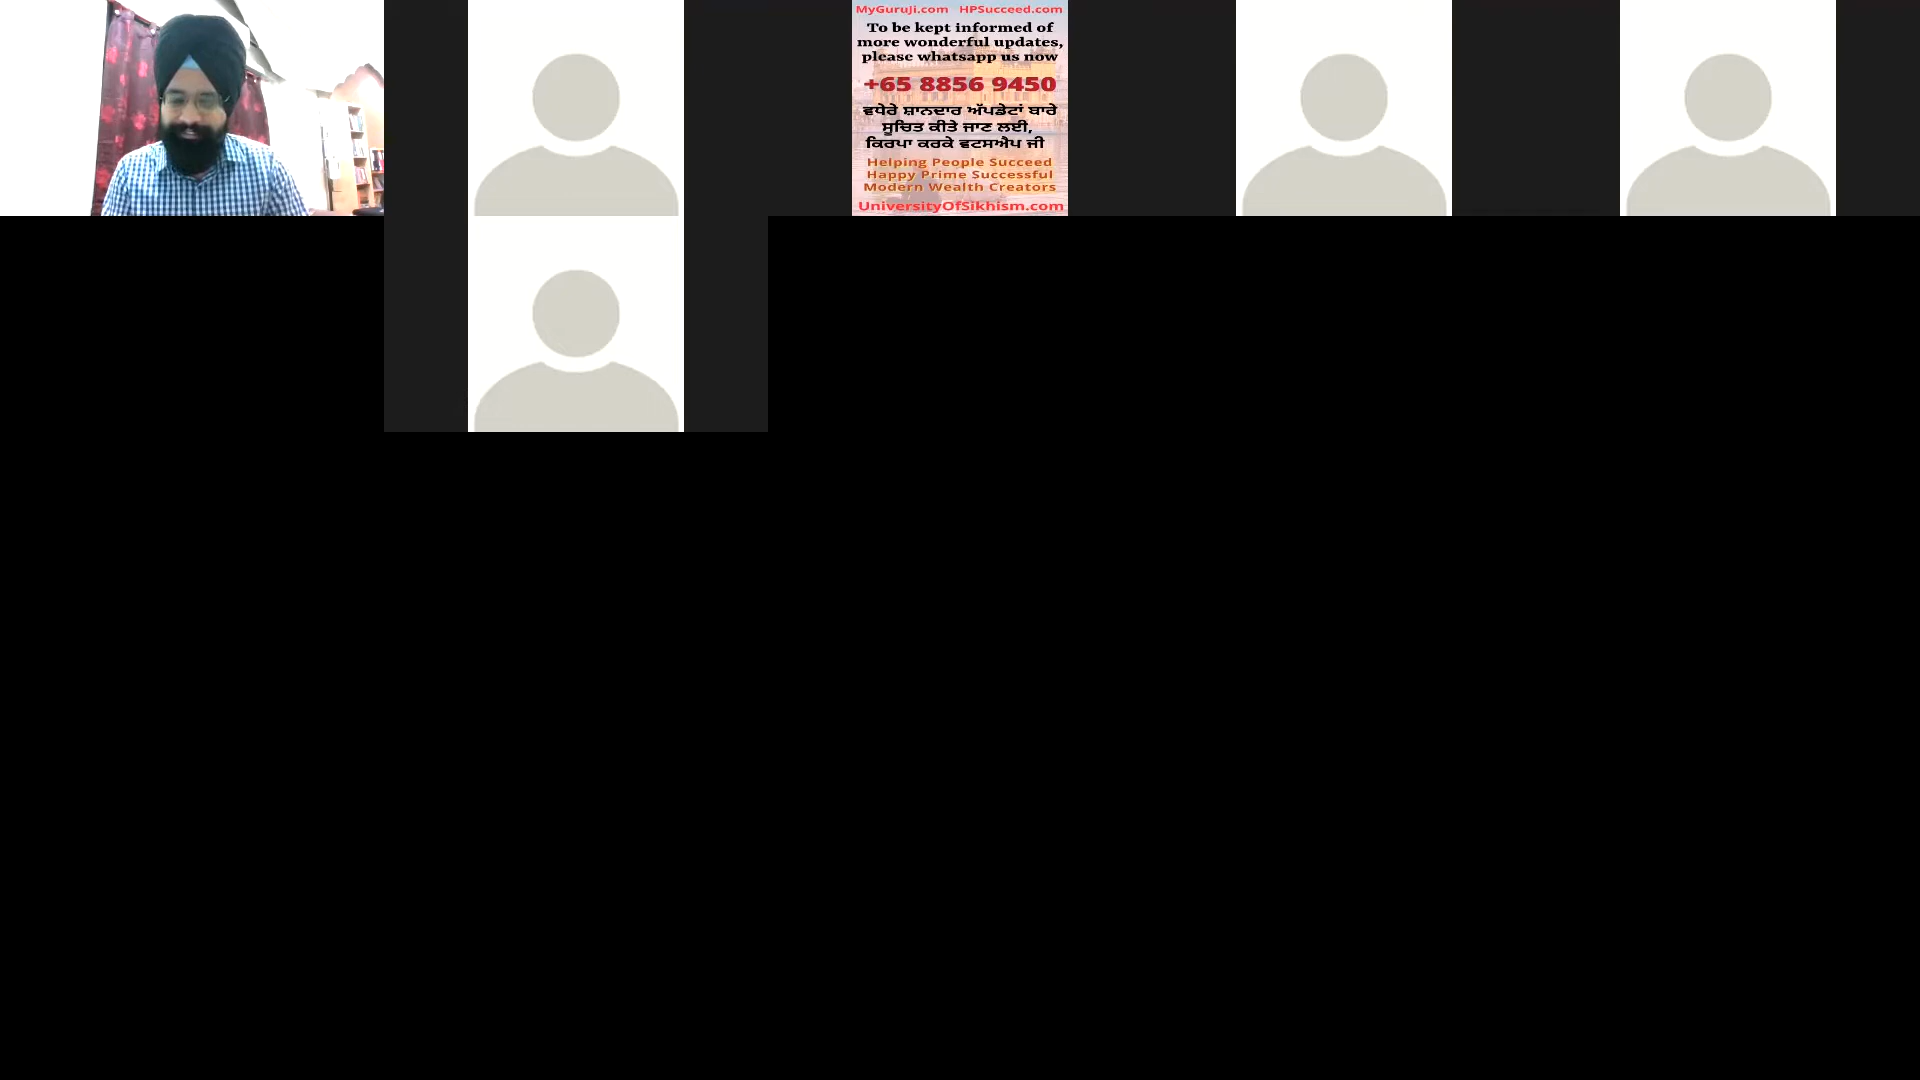 MyGuruJi.com HPSucceed.com
To be kept informed of
more wonderful updates,
please whatsapp us now
+65 8856 9450
ਵਧੇਰੇ ਸ਼ਾਨਦਾਰ ਅੱਪਡੇਟਾਂ ਬਾਰੇ
ਸੂਚਿਤ ਕੀਤੇ ਜਾਣ ਲਈ,
ਕਿਰਪਾ ਕਰਕੇ ਵਟਸਐਪ ਜੀ
Helping People Succeed
Happy Prime Successful
Modern Wealth Creators
UniversityOfSikhism.com